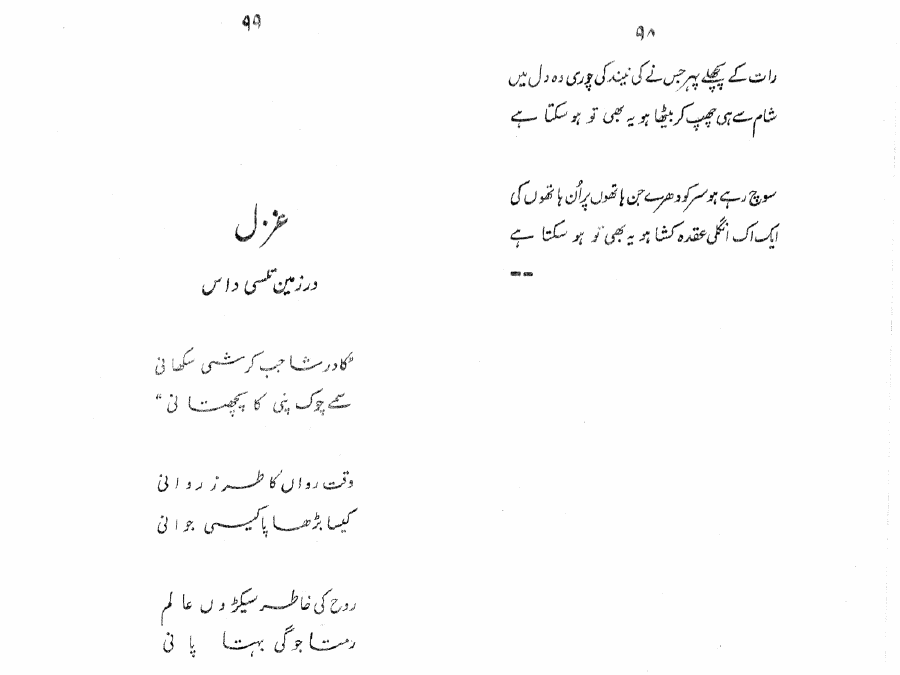 ۹۸
رات کے پچھلے پہر جس نے کی نیند کی چوری وہ دل میں
شام سے ہی چھپ کر بیٹھا ہو یہ بھی تو ہو سکتا ہے
سوچ رہے ہو سر کو دھرے جن ہاتھوں پر اُن ہاتھوں کی
ایک اک انگلی عقدہ کشا ہو یہ بھی تو ہو سکتا ہے
۹۹
غزل
در زمین تلسی داس
"کا درشا جب کرشی سکھانی
سمے چوک پنی کا پچھتانی"
وقت رواں کا طرز روانی
کیسا بڑھاپا کیسی جوانی
روح کی خاطر سیکڑوں عالم
رمتا جوگی بہتا پانی